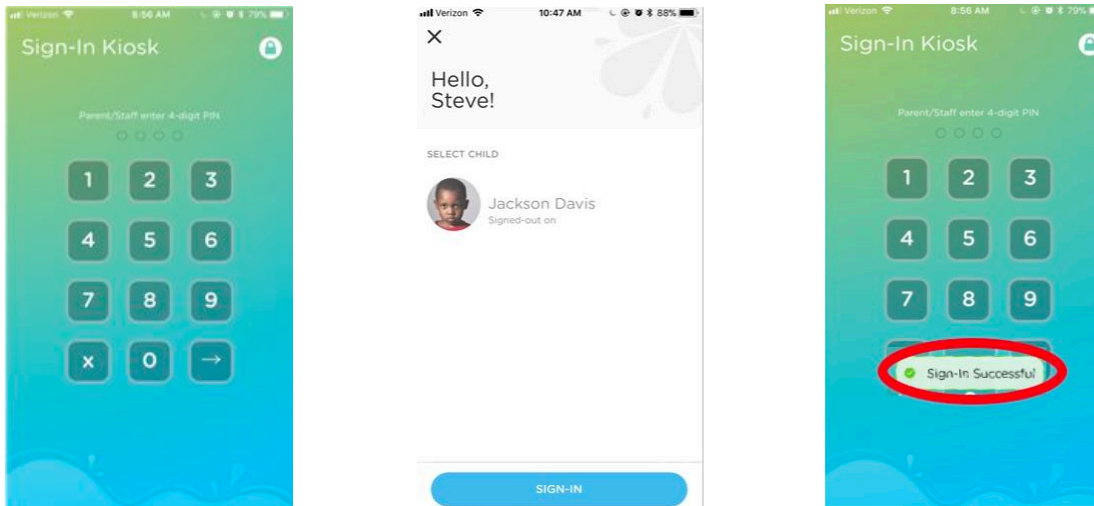 Verizon 8:56 AM 79%
Sign-In Kiosk
Parent/Staff enter 4-digit PIN
1 2 3
4 5 6
7 8 9
x 0 →
Verizon 10:47 AM 88%
X
Hello,
Steve!
SELECT CHILD
Jackson Davis
Signed-out on
SIGN-IN
Verizon 8:56 AM 79%
Sign-In Kiosk
Parent/Staff enter 4-digit PIN
1 2 3
4 5 6
7 8 9
Sign-In Successful